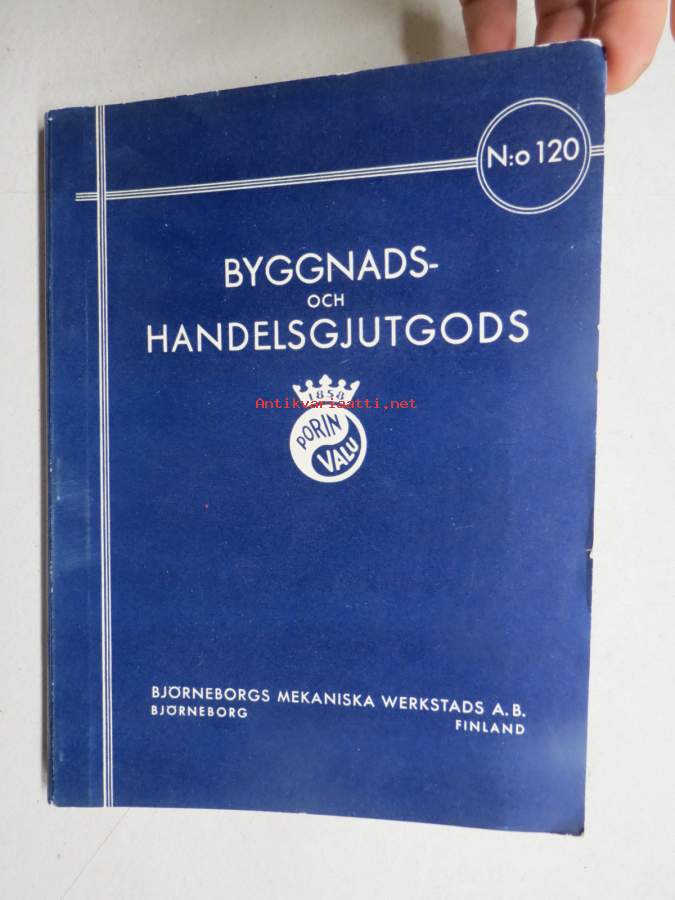 N:o 120
BYGGNADS-
OCH
HANDELSGJUTGODS
1858
Antikvariaatti.net
PORIN
VALU
BJÖRNEBORGS MEKANISKA WERKSTADS A.B.
BJÖRNEBORG
FINLAND